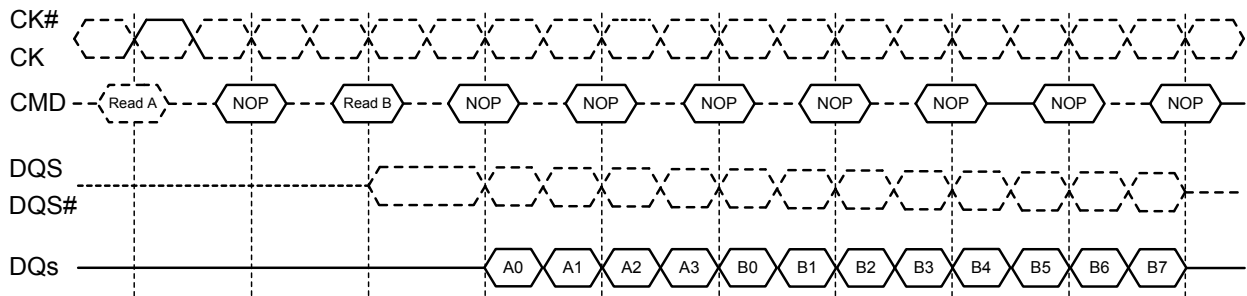 CK#
CK
CMD Read A NOP Read B NOP NOP NOP NOP NOP NOP NOP
DQS
DQS#
DQs A0 A1 A2 A3 B0 B1 B2 B3 B4 B5 B6 B7